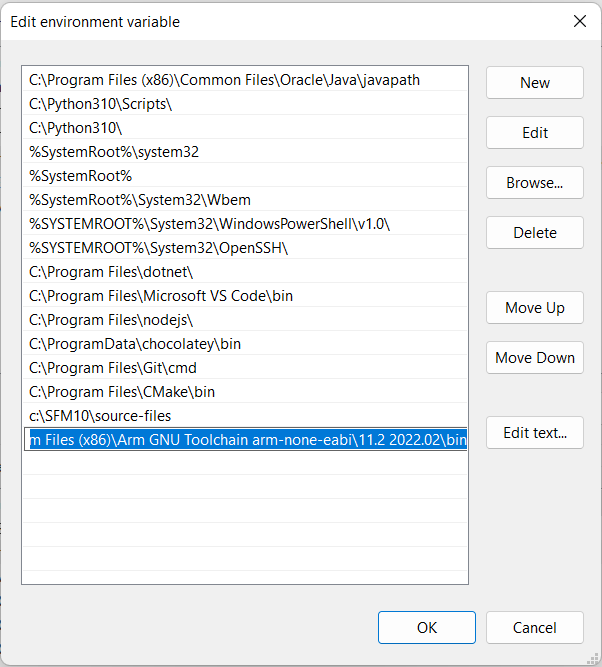 Edit environment variable
C:\Program Files (x86)\Common Files\Oracle\Java\javapath
New
C:\Python310\Scripts\
C:\Python310\
Edit
%SystemRoot%\system32
%SystemRoot%
Browse...
%SystemRoot%\System32\Wbem
%SYSTEMROOT%\System32\WindowsPowerShell\v1.0\
Delete
%SYSTEMROOT%\System32\OpenSSH\
C:\Program Files\dotnet\
C:\Program Files\Microsoft VS Code\bin
Move Up
C:\Program Files\nodejs\
C:\ProgramData\chocolatey\bin
Move Down
C:\Program Files\Git\cmd
C:\Program Files\CMake\bin
c:\SFM10\source-files
Edit text...
m Files (x86)\Arm GNU Toolchain arm-none-eabi\11.2 2022.02\bin
OK
Cancel